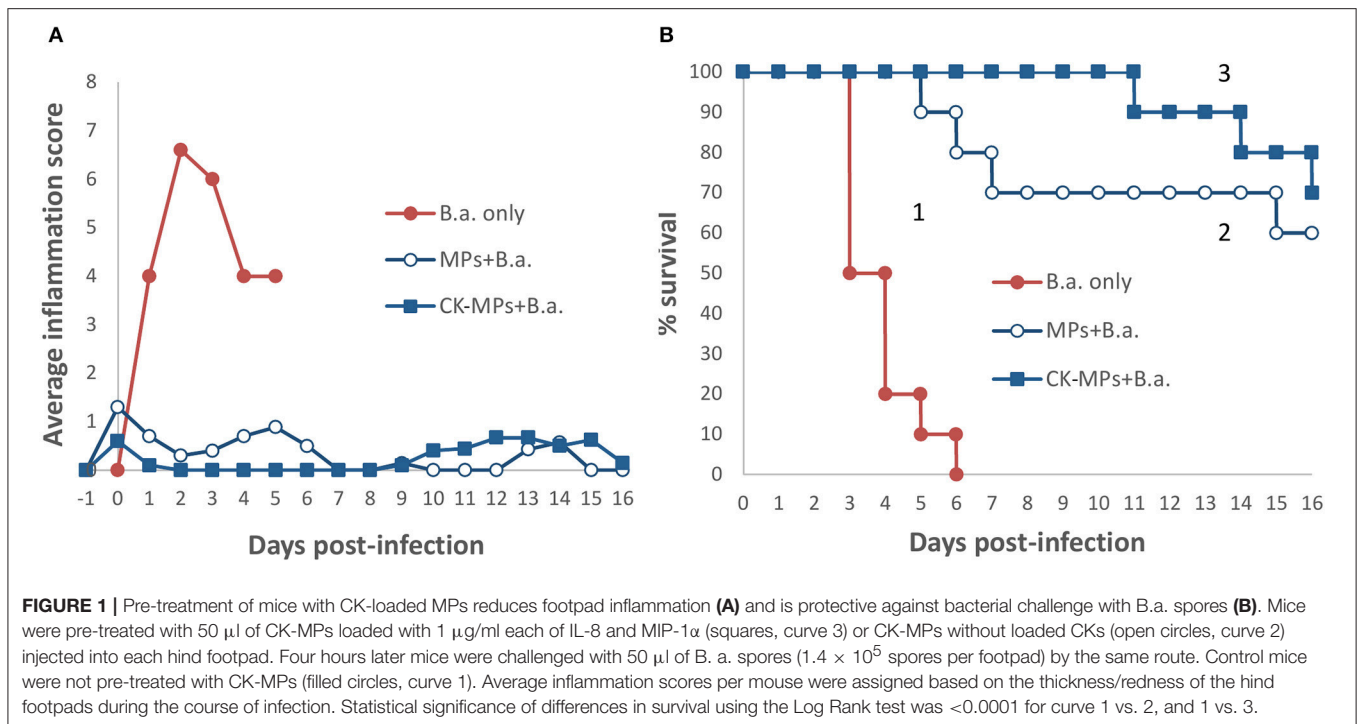 A
Average inflammation score
8
7
6
5
4
3
2
1
B.a. only
MPs+B.a.
CK-MPs+B.a.
-1 0 1 2 3 4 5 6 7 8 9 10 11 12 13 14 15 16
Days post-infection
B
% survival
100
90
80
70
60
50
40
30
20
10
0
3
1
2
B.a. only
MPs+B.a.
CK-MPs+B.a.
0 1 2 3 4 5 6 7 8 9 10 11 12 13 14 15 16
Days post-infection
FIGURE 1 | Pre-treatment of mice with CK-loaded MPs reduces footpad inflammation (A) and is protective against bacterial challenge with B.a. spores (B). Mice
were pre-treated with 50 μl of CK-MPs loaded with 1 μg/ml each of IL-8 and MIP-1α (squares, curve 3) or CK-MPs without loaded CKs (open circles, curve 2)
injected into each hind footpad. Four hours later mice were challenged with 50 μl of B. a. spores (1.4 × 10⁵ spores per footpad) by the same route. Control mice
were not pre-treated with CK-MPs (filled circles, curve 1). Average inflammation scores per mouse were assigned based on the thickness/redness of the hind
footpads during the course of infection. Statistical significance of differences in survival using the Log Rank test was <0.0001 for curve 1 vs. 2, and 1 vs. 3.